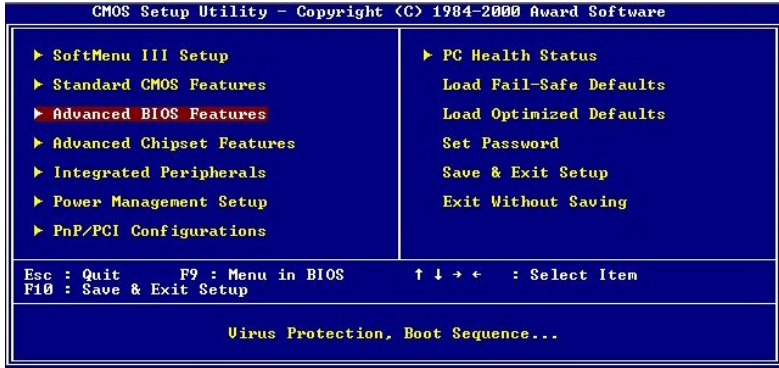 CMOS Setup Utility - Copyright (C) 1984-2000 Award Software
► SoftMenu III Setup
► Standard CMOS Features
► Advanced BIOS Features
► Advanced Chipset Features
► Integrated Peripherals
► Power Management Setup
► PnP/PCI Configurations
► PC Health Status
Load Fail-Safe Defaults
Load Optimized Defaults
Set Password
Save & Exit Setup
Exit Without Saving
Esc : Quit F9 : Menu in BIOS ↑ ↓ → ← : Select Item
F10 : Save & Exit Setup
Virus Protection, Boot Sequence...